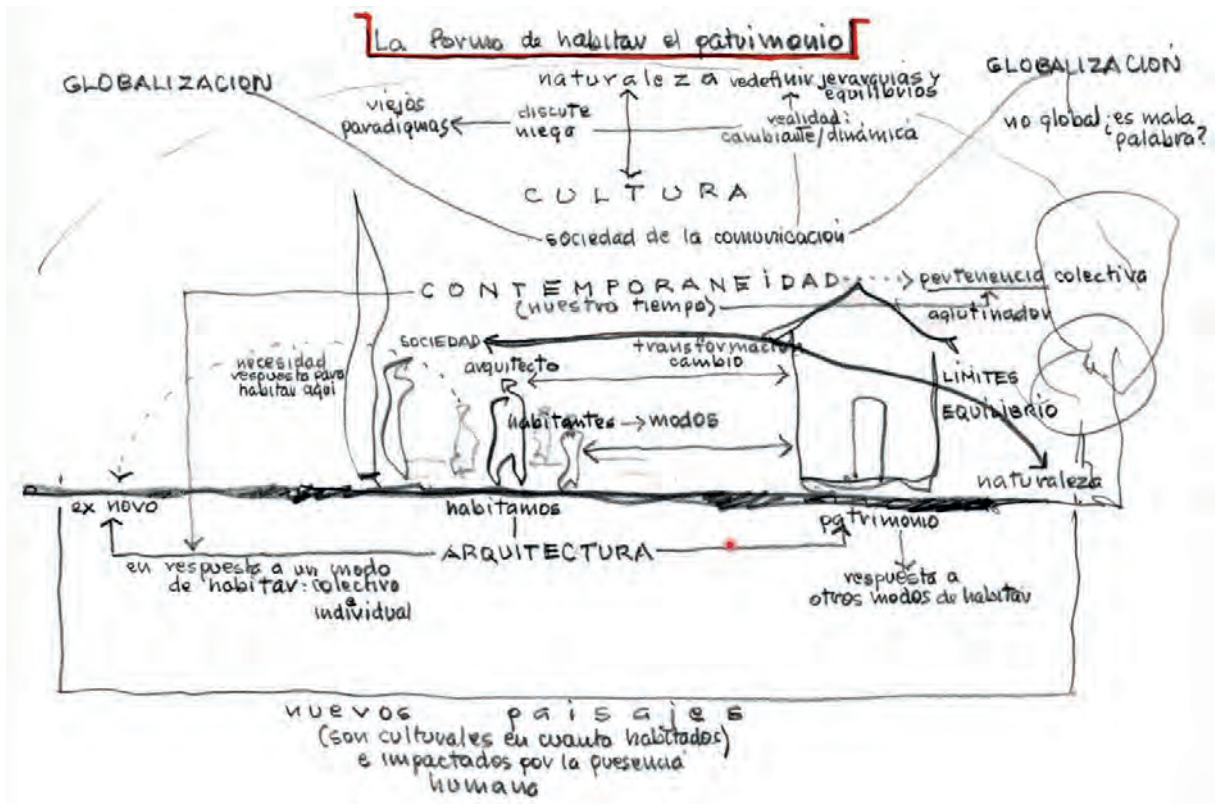 La forma de habitar el patrimonio
GLOBALIZACION
naturaleza redefinir jerarquías y
equilibrios
GLOBALIZACIÓN
viejos
paradigmas
discute
niega
realidad:
cambiante/dinámica
no global ¿es mala
palabra?
CULTURA
sociedad de la comunicación
CONTEMPORANEIDAD
(nuestro tiempo)
pertenencia colectiva
aglutinador
SOCIEDAD
arquitecto
transformación
cambio
necesidad
respuesta para
habitar aquí
LÍMITES
EQUILIBRIO
habitantes → modos
naturaleza
ex novo
habitamos
patrimonio
ARQUITECTURA
en respuesta a un modo
de habitar: colectivo
e
individual
respuesta a
otros modos de habitar
nuevos paisajes
(son culturales en cuanto habitados)
e impactados por la presencia
humana